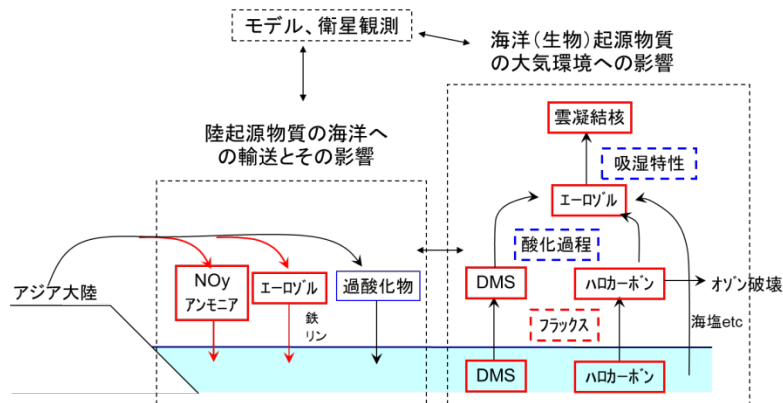 モデル、衛星観測
海洋(生物)起源物質
の大気環境への影響
陸起源物質の海洋へ
の輸送とその影響
雲凝結核
吸湿特性
エーロゾル
酸化過程
アジア大陸
NOy
アンモニア
エーロゾル
過酸化物
DMS
ハロカーボン
オゾン破壊
鉄
リン
フラックス
海塩etc
DMS
ハロカーボン